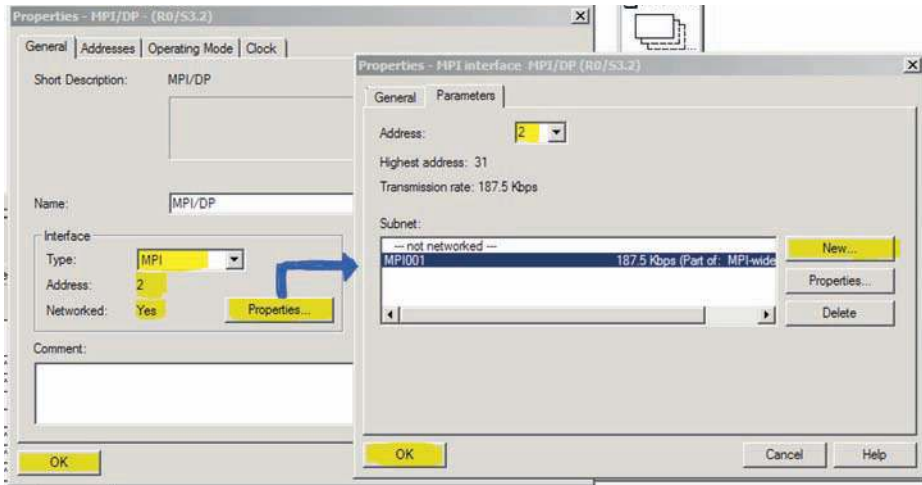 Properties - MPI/DP - (R0/S3.2)
General Addresses Operating Mode Clock
Short Description: MPI/DP
Name: MPI/DP
Interface
Type: MPI
Address: 2
Networked: Yes
Properties...
Comment:
OK
Properties - MPI interface MPI/DP (R0/S3.2)
General Parameters
Address: 2
Highest address: 31
Transmission rate: 187.5 Kbps
Subnet:
--- not networked ---
MPI001 187.5 Kbps (Part of: MPI-wide
New...
Properties...
Delete
OK
Cancel
Help